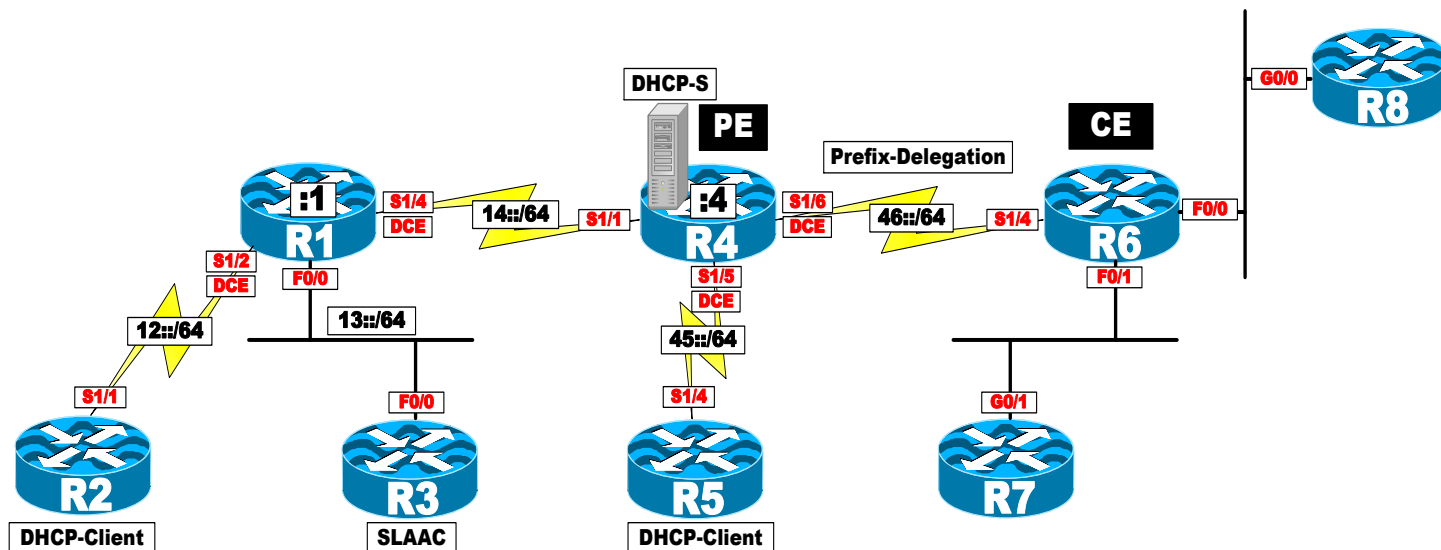 G0/0
R8
DHCP-S
PE
CE
Prefix-Delegation
:1
R1
S1/4
DCE
14::/64
S1/1
:4
R4
S1/6
DCE
46::/64
S1/4
R6
F0/0
S1/2
DCE
F0/0
S1/5
DCE
F0/1
12::/64
13::/64
45::/64
S1/1
F0/0
S1/4
G0/1
R2
R3
R5
R7
DHCP-Client
SLAAC
DHCP-Client